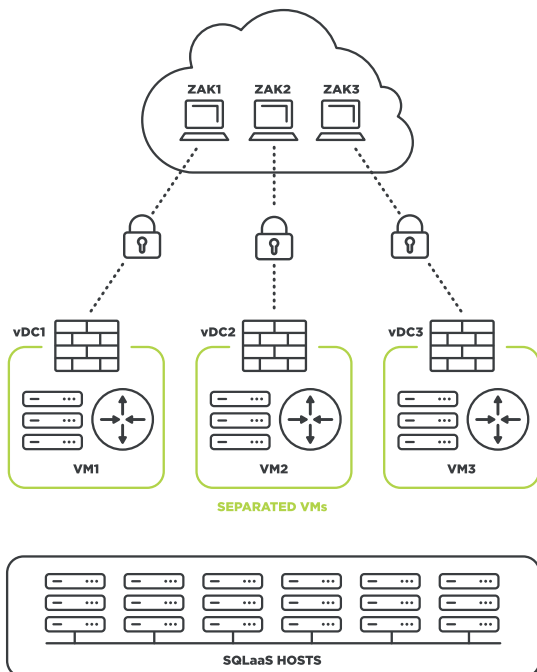 ZAK1 ZAK2 ZAK3
vDC1 vDC2 vDC3
VM1 VM2 VM3
SEPARATED VMs
SQLaaS HOSTS